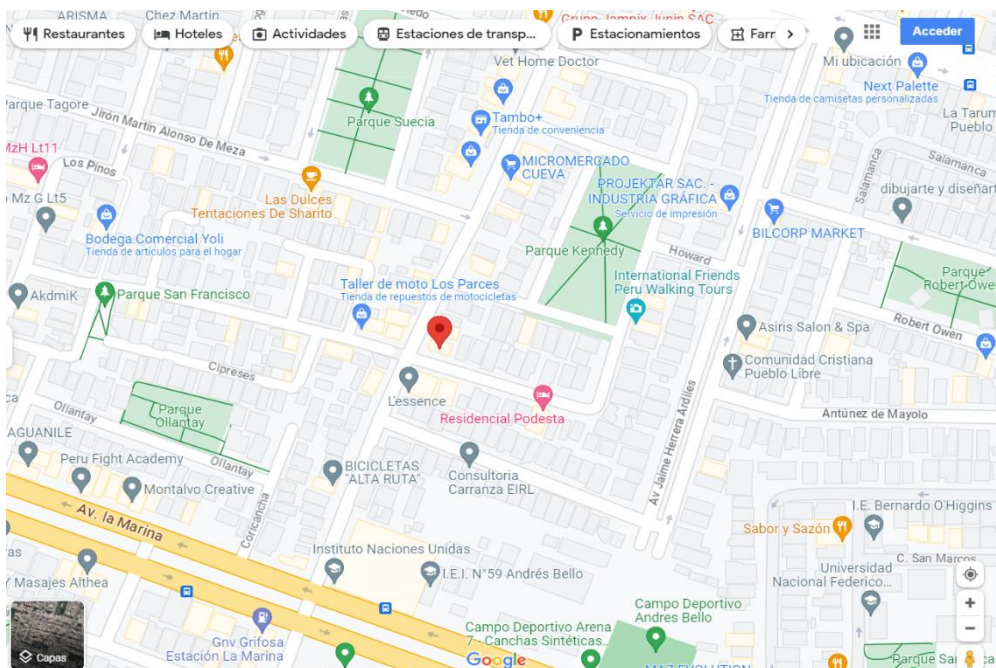 ARISMA
Chez Martin
Grupo Jampix Junin SAC
Restaurantes
Hoteles
Actividades
Estaciones de transp...
Estacionamientos
Farr
Acceder
Vet Home Doctor
Mi ubicación
Next Palette
Tienda de camisetas personalizadas
La Tarum
Pueblo
Parque Tagore
Jirón Martín Alonso De Meza
Parque Suecia
Tambo+
Tienda de conveniencia
MzH Lt11
Los Pinos
MICROMERCADO
CUEVA
PROJEKTAR SAC. -
INDUSTRIA GRÁFICA
Servicio de impresión
Salamanca
Salamanca
dibujarte y diseñart
Mz G Lt5
Las Dulces
Tentaciones De Sharito
BILCORP MARKET
Bodega Comercial Yoli
Tienda de artículos para el hogar
Parque Kennedy
Howard
Parque
Robert Owe
AkdmiK
Parque San Francisco
Taller de moto Los Parces
Tienda de repuestos de motocicletas
International Friends
Peru Walking Tours
Robert Owen
Asiris Salon & Spa
Cipreses
Comunidad Cristiana
Pueblo Libre
L'essence
Residencial Podesta
Av Jaime Herrera Ardiles
Antúnez de Mayolo
Ollantay
Parque
Ollantay
AGUANILE
Peru Fight Academy
Ollantay
Montalvo Creative
BICICLETAS
"ALTA RUTA"
Consultoria
Carranza EIRL
Coricancha
Av. la Marina
I.E. Bernardo O'Higgins
Sabor y Sazón
Instituto Naciones Unidas
I.E.I. N°59 Andrés Bello
C. San Marcos
Universidad
Nacional Federico...
Y Masajes Althea
Campo Deportivo
Andres Bello
Gnv Grifosa
Estación La Marina
Campo Deportivo Arena
7 - Canchas Sintéticas...
Capas
Google
MAZ EVOLUTION
Parque Sa